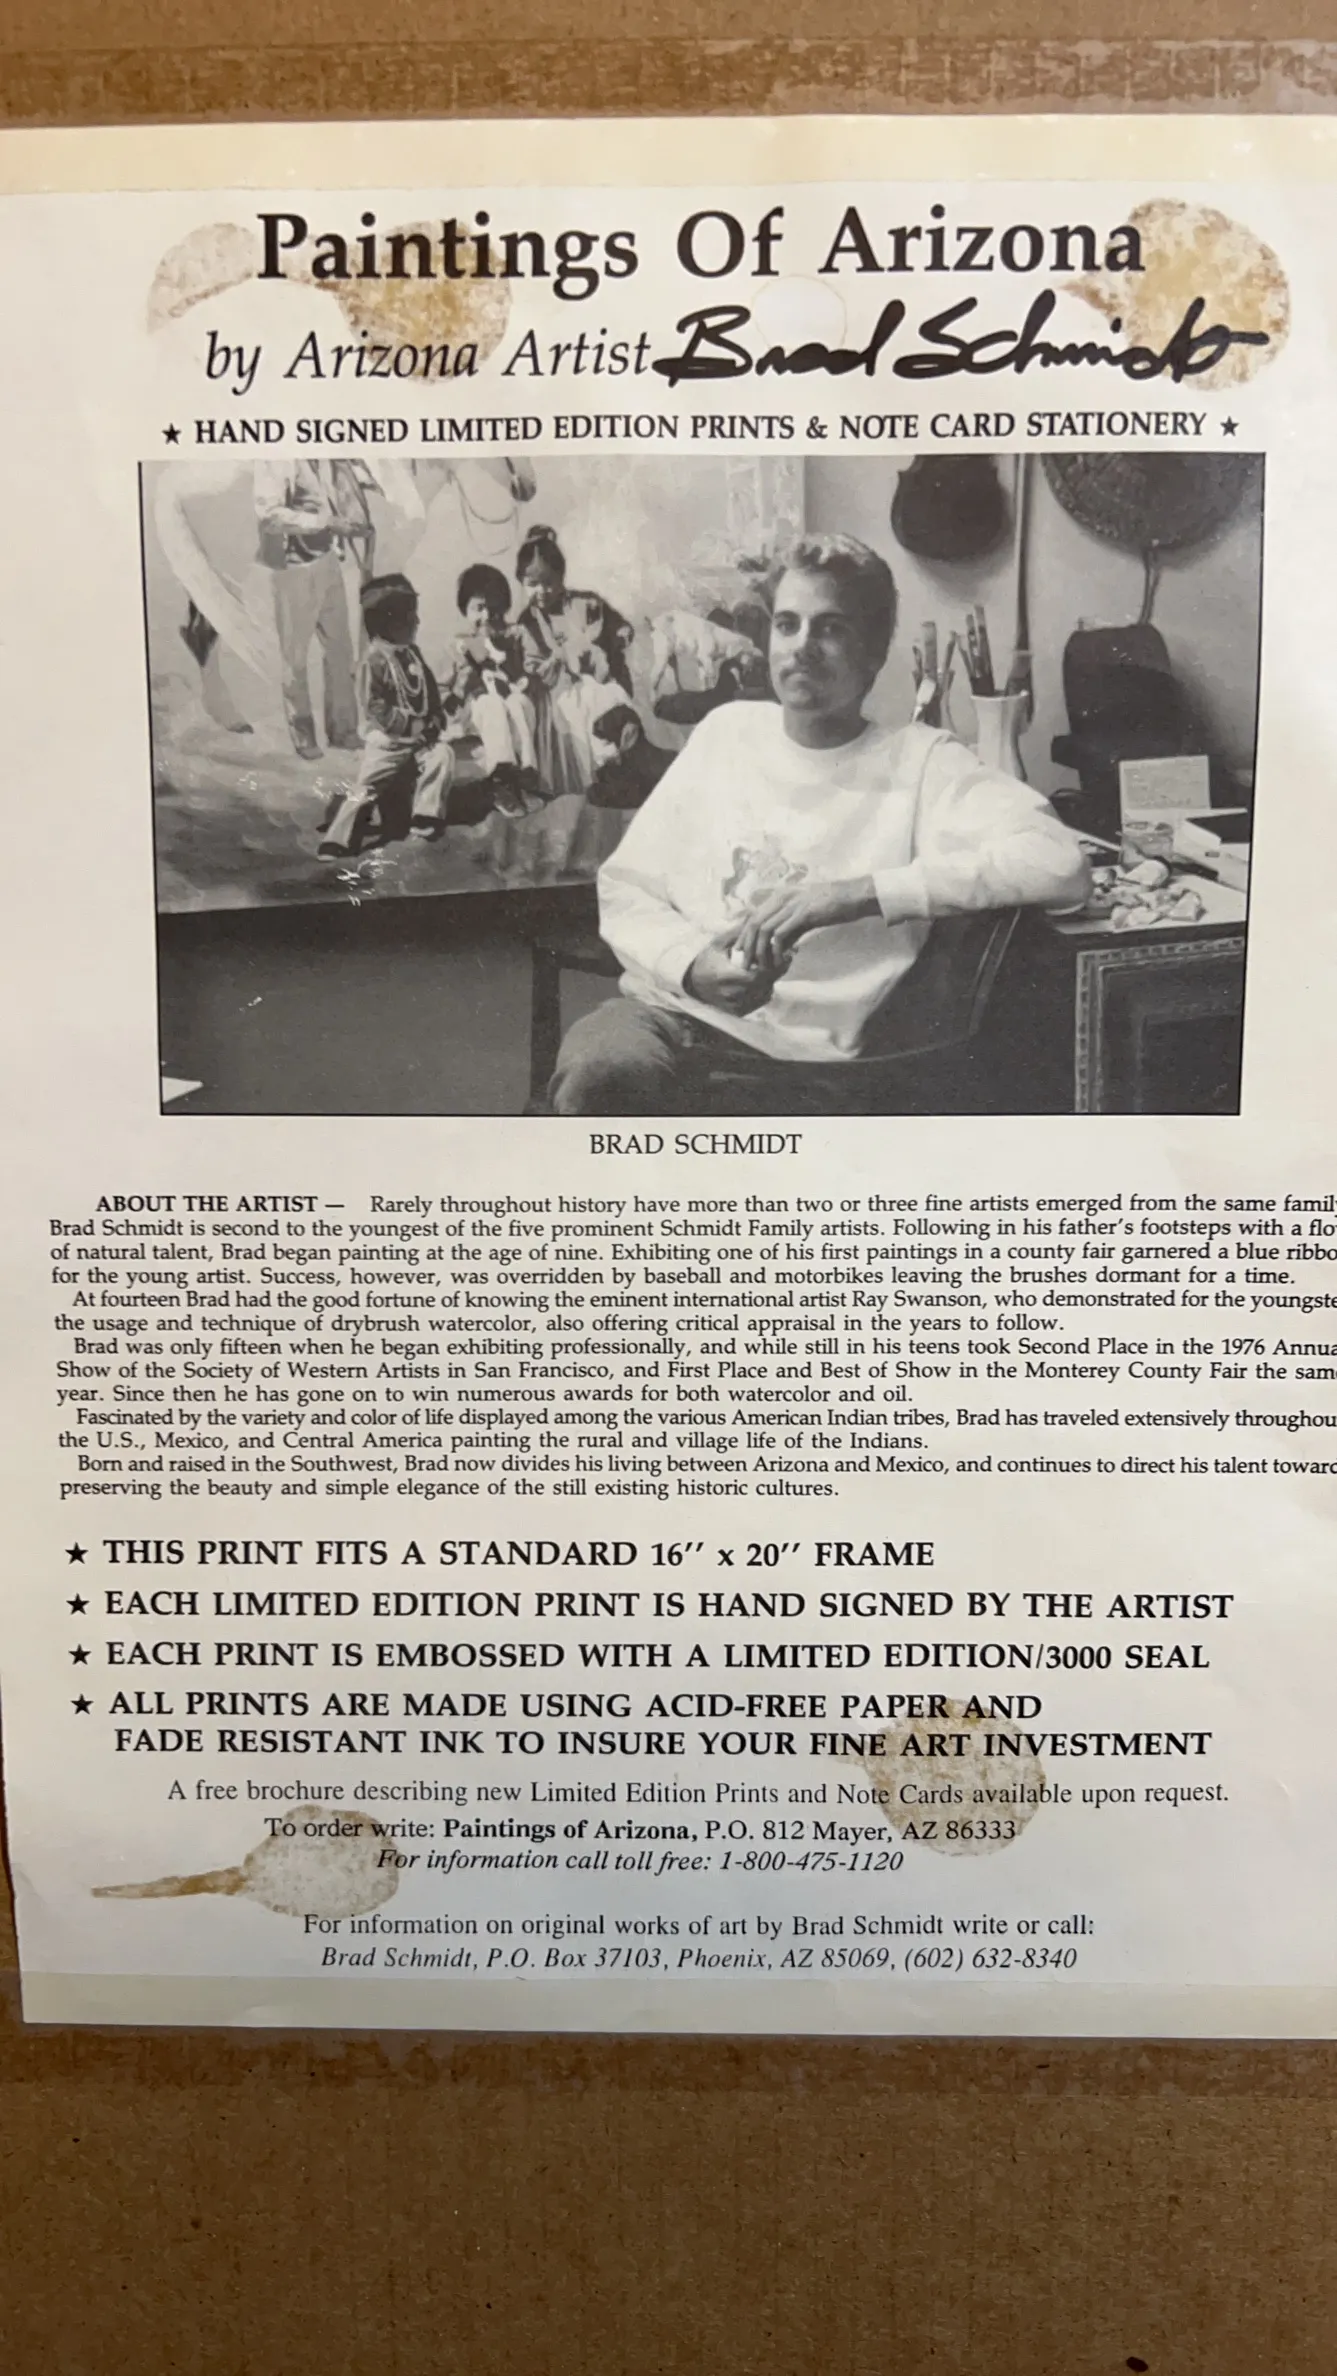 Paintings Of Arizona
by Arizona Artist Brad Schmidt
★ HAND SIGNED LIMITED EDITION PRINTS & NOTE CARD STATIONERY ★
BRAD SCHMIDT
ABOUT THE ARTIST — Rarely throughout history have more than two or three fine artists emerged from the same famil
Brad Schmidt is second to the youngest of the five prominent Schmidt Family artists. Following in his father's footsteps with a flo
of natural talent, Brad began painting at the age of nine. Exhibiting one of his first paintings in a county fair garnered a blue ribbo
for the young artist. Success, however, was overridden by baseball and motorbikes leaving the brushes dormant for a time.
At fourteen Brad had the good fortune of knowing the eminent international artist Ray Swanson, who demonstrated for the youngste
the usage and technique of drybrush watercolor, also offering critical appraisal in the years to follow.
Brad was only fifteen when he began exhibiting professionally, and while still in his teens took Second Place in the 1976 Annua
Show of the Society of Western Artists in San Francisco, and First Place and Best of Show in the Monterey County Fair the sam
year. Since then he has gone on to win numerous awards for both watercolor and oil.
Fascinated by the variety and color of life displayed among the various American Indian tribes, Brad has traveled extensively throughou
the U.S., Mexico, and Central America painting the rural and village life of the Indians.
Born and raised in the Southwest, Brad now divides his living between Arizona and Mexico, and continues to direct his talent toward
preserving the beauty and simple elegance of the still existing historic cultures.
★ THIS PRINT FITS A STANDARD 16″ x 20″ FRAME
★ EACH LIMITED EDITION PRINT IS HAND SIGNED BY THE ARTIST
★ EACH PRINT IS EMBOSSED WITH A LIMITED EDITION/3000 SEAL
★ ALL PRINTS ARE MADE USING ACID-FREE PAPER AND
FADE RESISTANT INK TO INSURE YOUR FINE ART INVESTMENT
A free brochure describing new Limited Edition Prints and Note Cards available upon request.
To order write: Paintings of Arizona, P.O. 812 Mayer, AZ 86333
For information call toll free: 1-800-475-1120
For information on original works of art by Brad Schmidt write or call:
Brad Schmidt, P.O. Box 37103, Phoenix, AZ 85069, (602) 632-8340